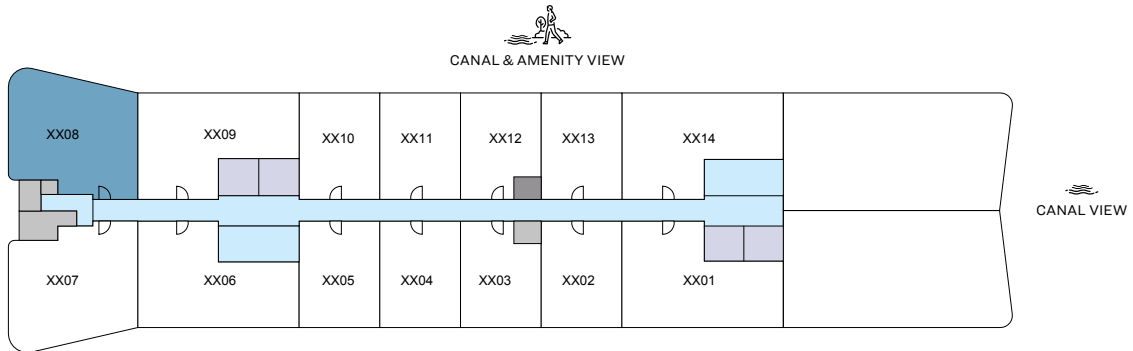 CANAL & AMENITY VIEW
XX08
XX09
XX10
XX11
XX12
XX13
XX14
CANAL VIEW
XX07
XX06
XX05
XX04
XX03
XX02
XX01